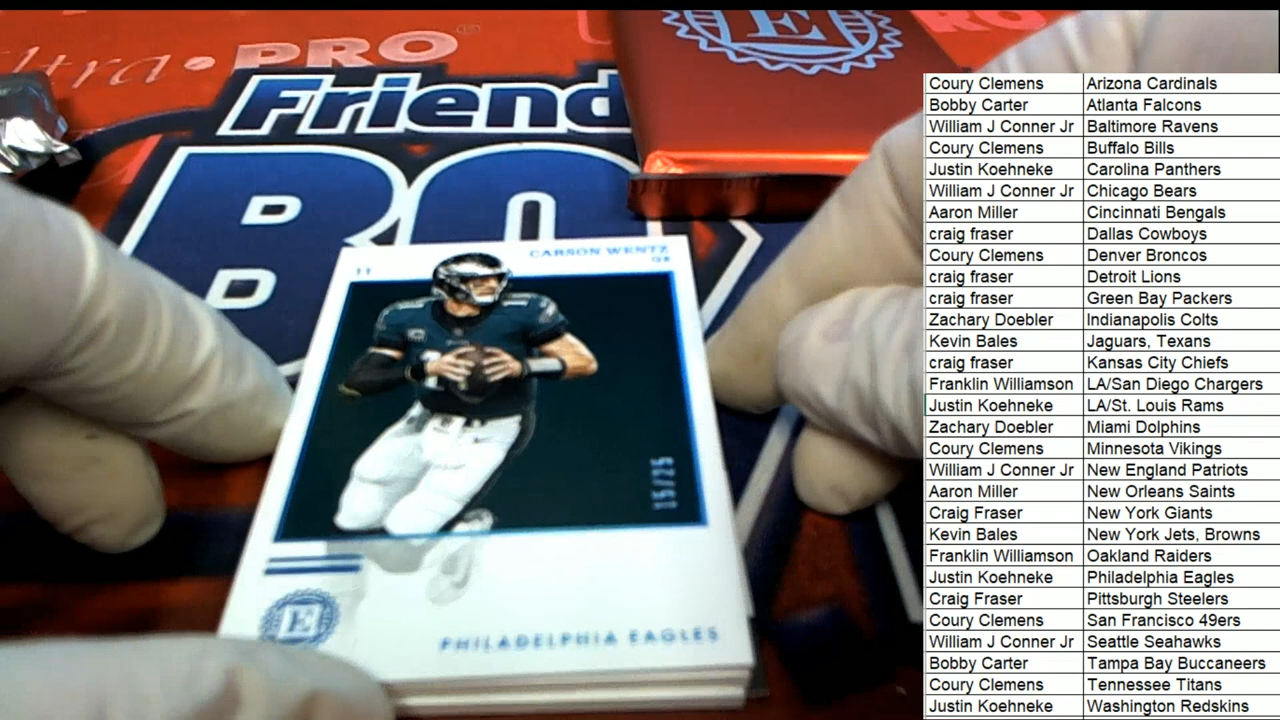 ltra • PRO
RO
E
Friend
BO
B
CARSON WENTZ
11
QB
15/25
E
PHILADELPHIA EAGLES
Coury Clemens Arizona Cardinals
Bobby Carter Atlanta Falcons
William J Conner Jr Baltimore Ravens
Coury Clemens Buffalo Bills
Justin Koehneke Carolina Panthers
William J Conner Jr Chicago Bears
Aaron Miller Cincinnati Bengals
craig fraser Dallas Cowboys
Coury Clemens Denver Broncos
craig fraser Detroit Lions
craig fraser Green Bay Packers
Zachary Doebler Indianapolis Colts
Kevin Bales Jaguars, Texans
craig fraser Kansas City Chiefs
Franklin Williamson LA/San Diego Chargers
Justin Koehneke LA/St. Louis Rams
Zachary Doebler Miami Dolphins
Coury Clemens Minnesota Vikings
William J Conner Jr New England Patriots
Aaron Miller New Orleans Saints
Craig Fraser New York Giants
Kevin Bales New York Jets, Browns
Franklin Williamson Oakland Raiders
Justin Koehneke Philadelphia Eagles
Craig Fraser Pittsburgh Steelers
Coury Clemens San Francisco 49ers
William J Conner Jr Seattle Seahawks
Bobby Carter Tampa Bay Buccaneers
Coury Clemens Tennessee Titans
Justin Koehneke Washington Redskins